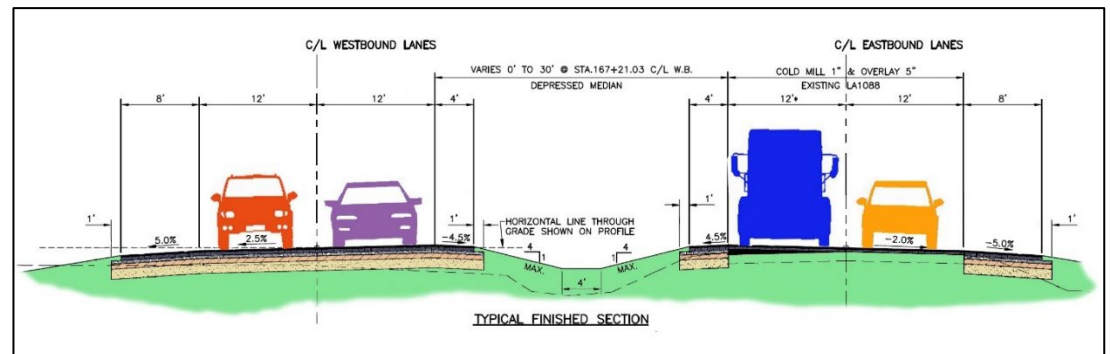 C/L WESTBOUND LANES
C/L EASTBOUND LANES
VARIES 0' TO 30' @ STA.167+21.03 C/L W.B.
DEPRESSED MEDIAN
COLD MILL 1" & OVERLAY 5"
EXISTING LA1088
8'
12'
12'
4'
4'
12'±
12'
8'
1'
1'
1'
1'
HORIZONTAL LINE THROUGH
GRADE SHOWN ON PROFILE
5.0%
2.5%
-4.5%
4
1
MAX.
4
1
MAX.
4.5%
-2.0%
-5.0%
4'
TYPICAL FINISHED SECTION